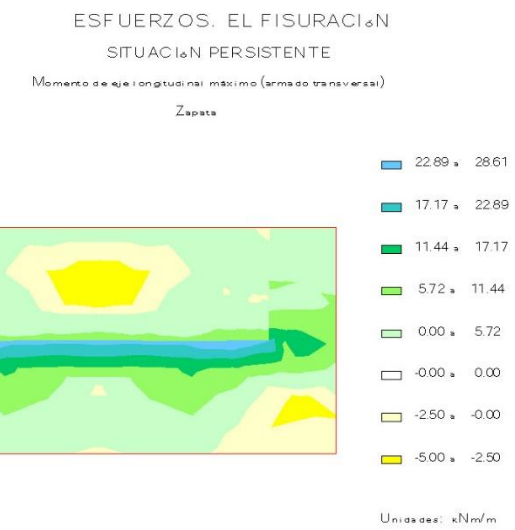 ESFUERZOS. EL FISURACIóN
SITUACIóN PERSISTENTE
Momento de eje longitudinal máximo (armado transversal)
Zapata
22.89 a 28.61
17.17 a 22.89
11.44 a 17.17
5.72 a 11.44
0.00 a 5.72
-0.00 a 0.00
-2.50 a -0.00
-5.00 a -2.50
Unidades: kNm/m